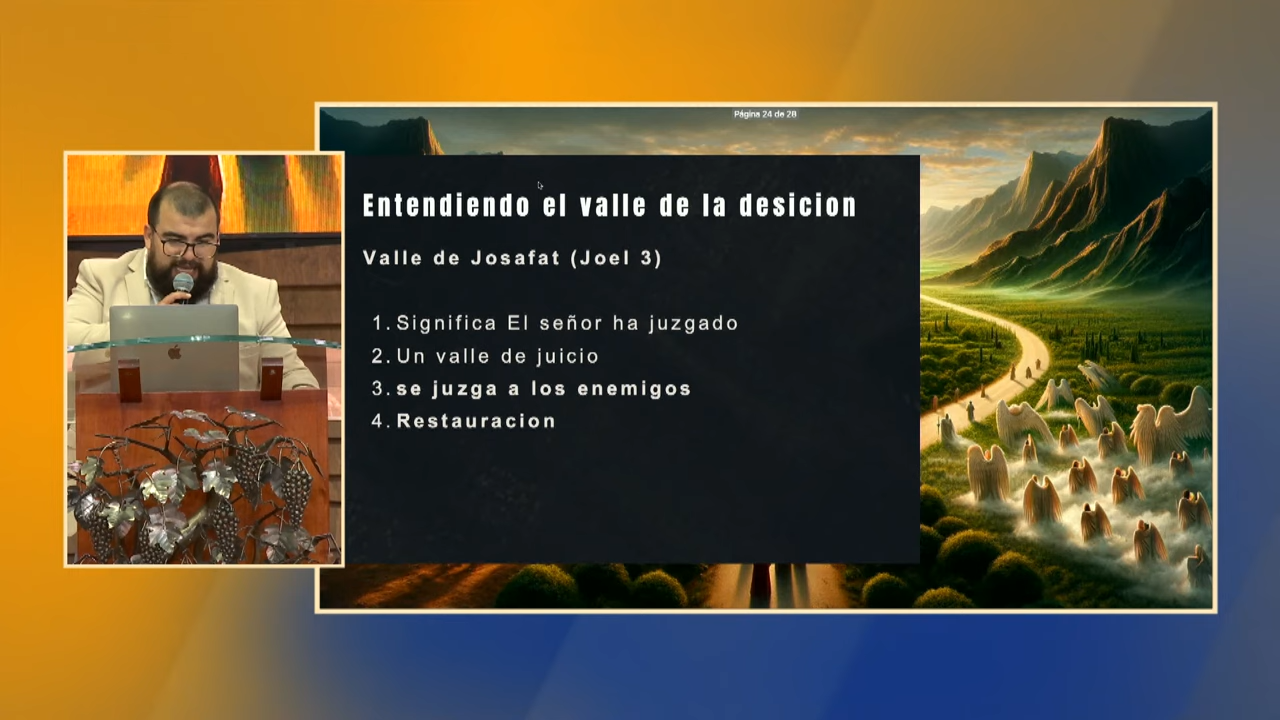 Página 24 de 28
Entendiendo el valle de la desicion
Valle de Josafat (Joel 3)
1. Significa El señor ha juzgado
2. Un valle de juicio
3. se juzga a los enemigos
4. Restauracion